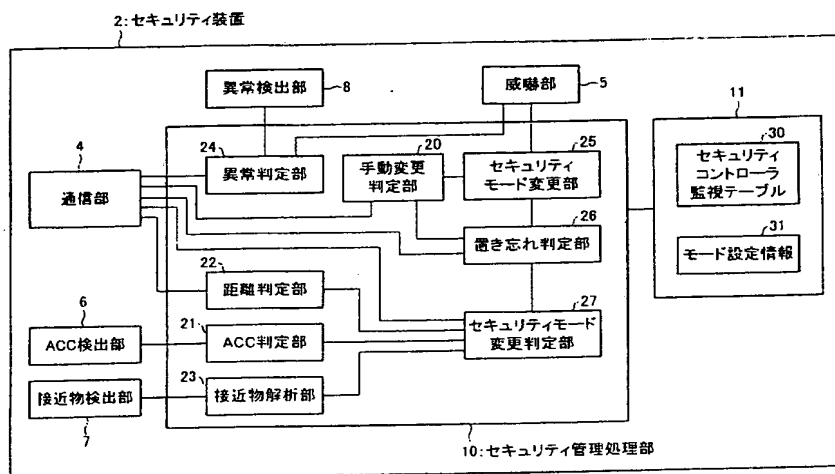 2:セキュリティ装置
異常検出部
8
威嚇部
5
11
4
通信部
24
異常判定部
20
手動変更
判定部
25
セキュリティ
モード変更部
30
セキュリティ
コントローラ
監視テーブル
26
置き忘れ判定部
31
モード設定情報
22
距離判定部
6
ACC検出部
21
ACC判定部
27
セキュリティモード
変更判定部
接近物検出部
7
23
接近物解析部
10:セキュリティ管理処理部